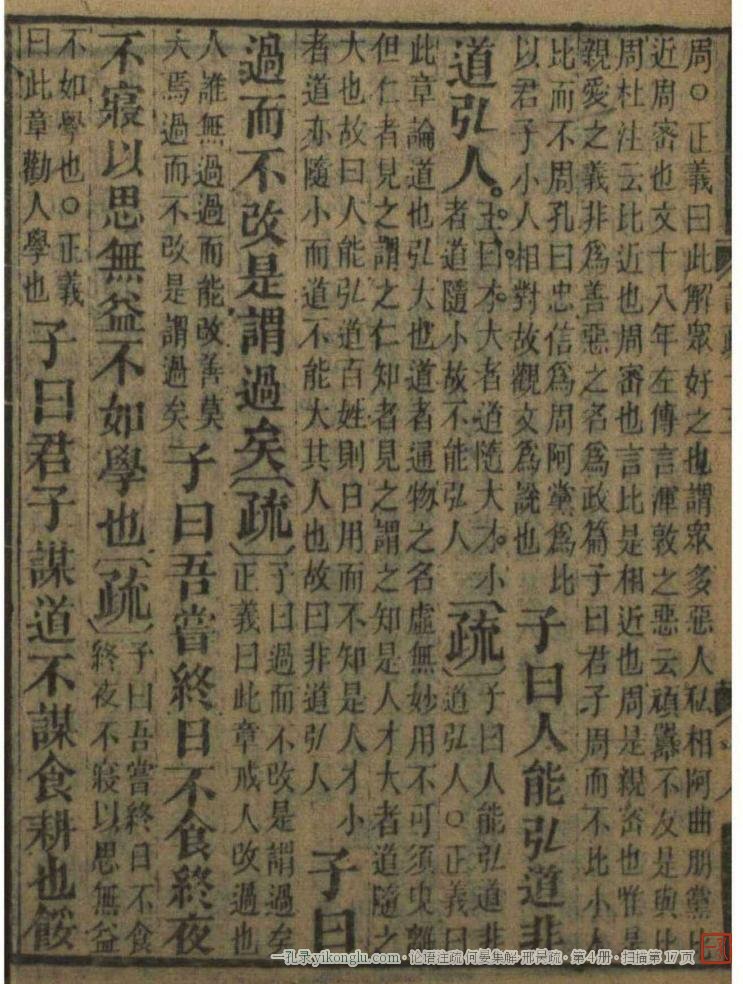 周○正義曰此解眾好之也謂眾多惡人私相阿曲朋黨比
近周密也文十八年左傳言渾敦之惡云頑嚚不友是與比
周杜注云比近也周密也言比是相近也周是親密也惟是
親愛之義非為善惡之名為政篇子曰君子周而不比小人
比而不周孔曰忠信為周阿黨為比
以君子小人相對故觀文為說也
子曰人能弘道非
道弘人。
王曰才大者道隨大才小
者道隨小故不能弘人
疏
子曰人能弘道非
道弘人○正義曰
此章論道也弘大也道者通物之名虛無妙用不可須臾離
但仁者見之謂之仁知者見之謂之知是人才大者道隨之
大也故曰人能弘道百姓則日用而不知是人才小
者道亦隨小而道不能大其人也故曰非道弘人
子曰
過而不改是謂過矣
疏
子曰過而不改是謂過矣
正義曰此章戒人改過也
人誰無過過而能改善莫
大焉過而不改是謂過矣
子曰吾嘗終日不食終夜
不寢以思無益不如學也
疏
子曰吾嘗終日不食
終夜不寢以思無益
不如學也○正義
曰此章勸人學也
子曰君子謀道不謀食耕也餒
一孔录yikonglu.com · 论语注疏 何晏集解 邢昺疏 · 第4册 · 扫描第17页